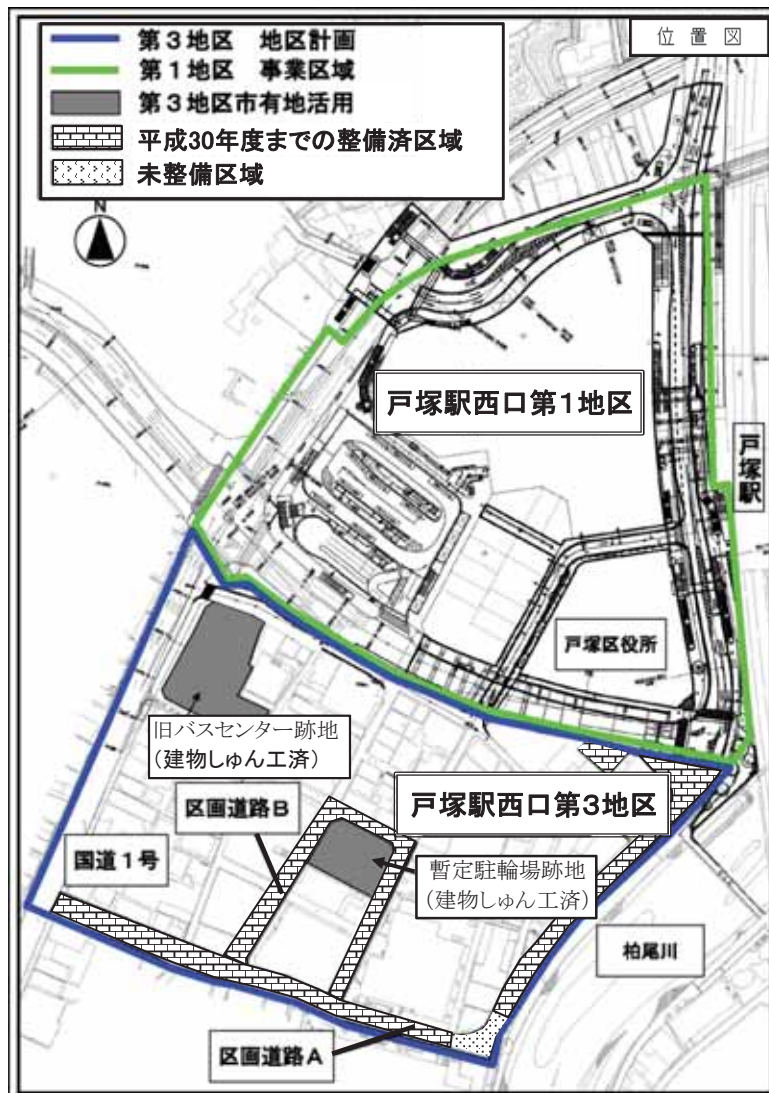 位置図
第3地区 地区計画
第1地区 事業区域
第3地区市有地活用
平成30年度までの整備済区域
未整備区域
N
戸塚駅西口第1地区
戸塚駅
戸塚区役所
旧バスセンター跡地
(建物しゅん工済)
戸塚駅西口第3地区
区画道路B
国道1号
暫定駐輪場跡地
(建物しゅん工済)
柏尾川
区画道路A